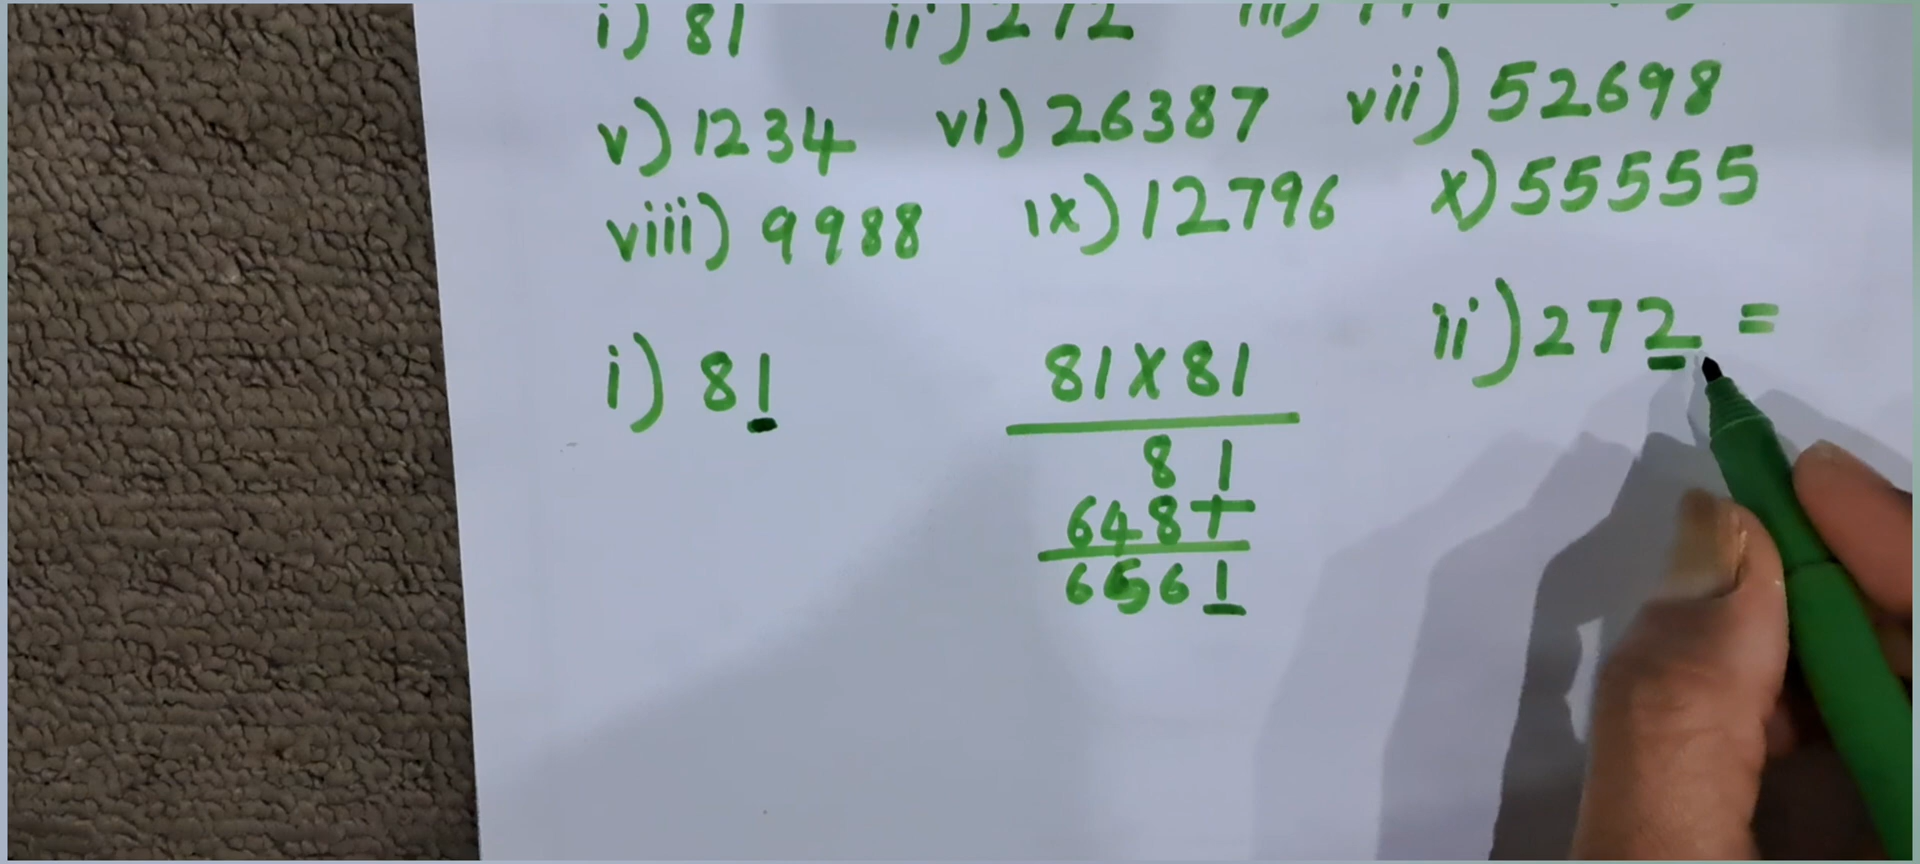 i) 81 ii) 272 iii)
v) 1234 vi) 26387 vii) 52698
viii) 9988 ix) 12796 x) 55555
i) 81 81 X 81 ii) 272 =
81
648+
6561